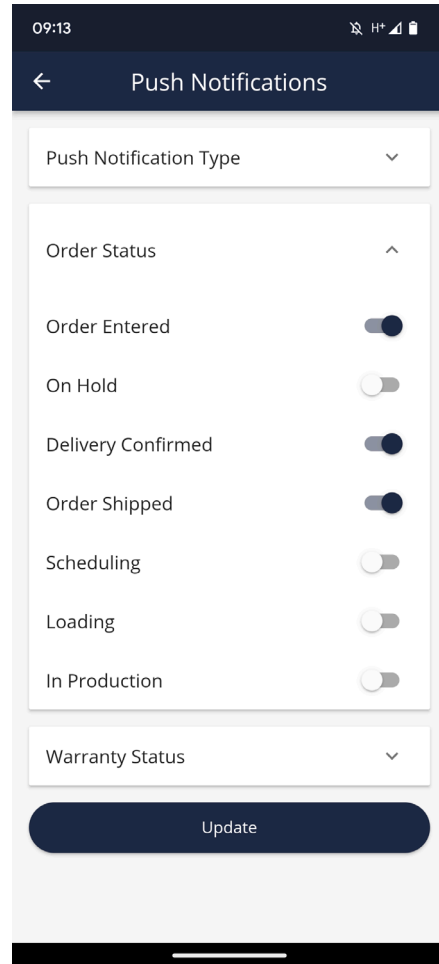 09:13
H+
Push Notifications
Push Notification Type
Order Status
Order Entered
On Hold
Delivery Confirmed
Order Shipped
Scheduling
Loading
In Production
Warranty Status
Update